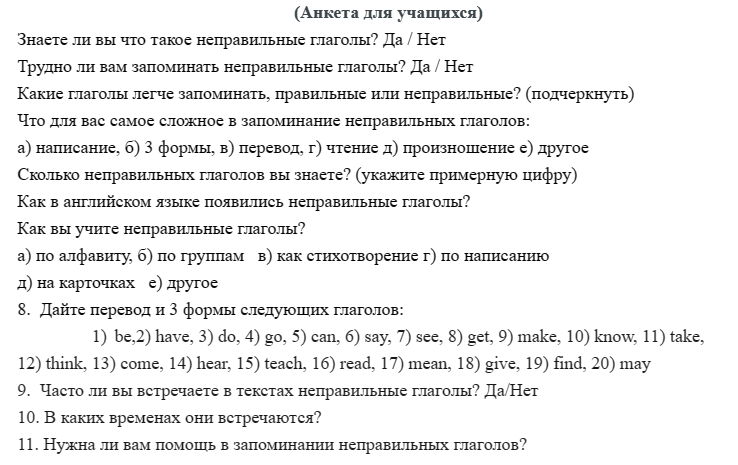 (Анкета для учащихся)
Знаете ли вы что такое неправильные глаголы? Да / Нет
Трудно ли вам запоминать неправильные глаголы? Да / Нет
Какие глаголы легче запоминать, правильные или неправильные? (подчеркнуть)
Что для вас самое сложное в запоминание неправильных глаголов:
а) написание, б) 3 формы, в) перевод, г) чтение д) произношение е) другое
Сколько неправильных глаголов вы знаете? (укажите примерную цифру)
Как в английском языке появились неправильные глаголы?
Как вы учите неправильные глаголы?
а) по алфавиту, б) по группам в) как стихотворение г) по написанию
д) на карточках е) другое
8. Дайте перевод и 3 формы следующих глаголов:
1) be,2) have, 3) do, 4) go, 5) can, 6) say, 7) see, 8) get, 9) make, 10) know, 11) take,
12) think, 13) come, 14) hear, 15) teach, 16) read, 17) mean, 18) give, 19) find, 20) may
9. Часто ли вы встречаете в текстах неправильные глаголы? Да/Нет
10. В каких временах они встречаются?
11. Нужна ли вам помощь в запоминании неправильных глаголов?